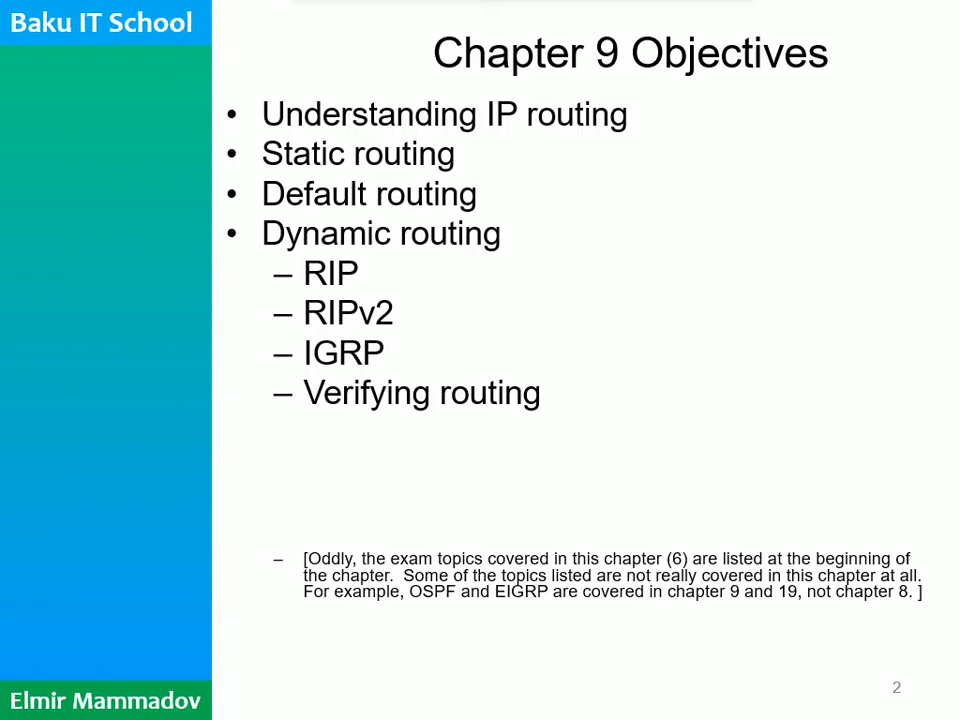 Baku IT School
Chapter 9 Objectives
• Understanding IP routing
• Static routing
• Default routing
• Dynamic routing
– RIP
– RIPv2
– IGRP
– Verifying routing
– [Oddly, the exam topics covered in this chapter (6) are listed at the beginning of
the chapter. Some of the topics listed are not really covered in this chapter at all.
For example, OSPF and EIGRP are covered in chapter 9 and 19, not chapter 8. ]
2
Elmir Mammadov